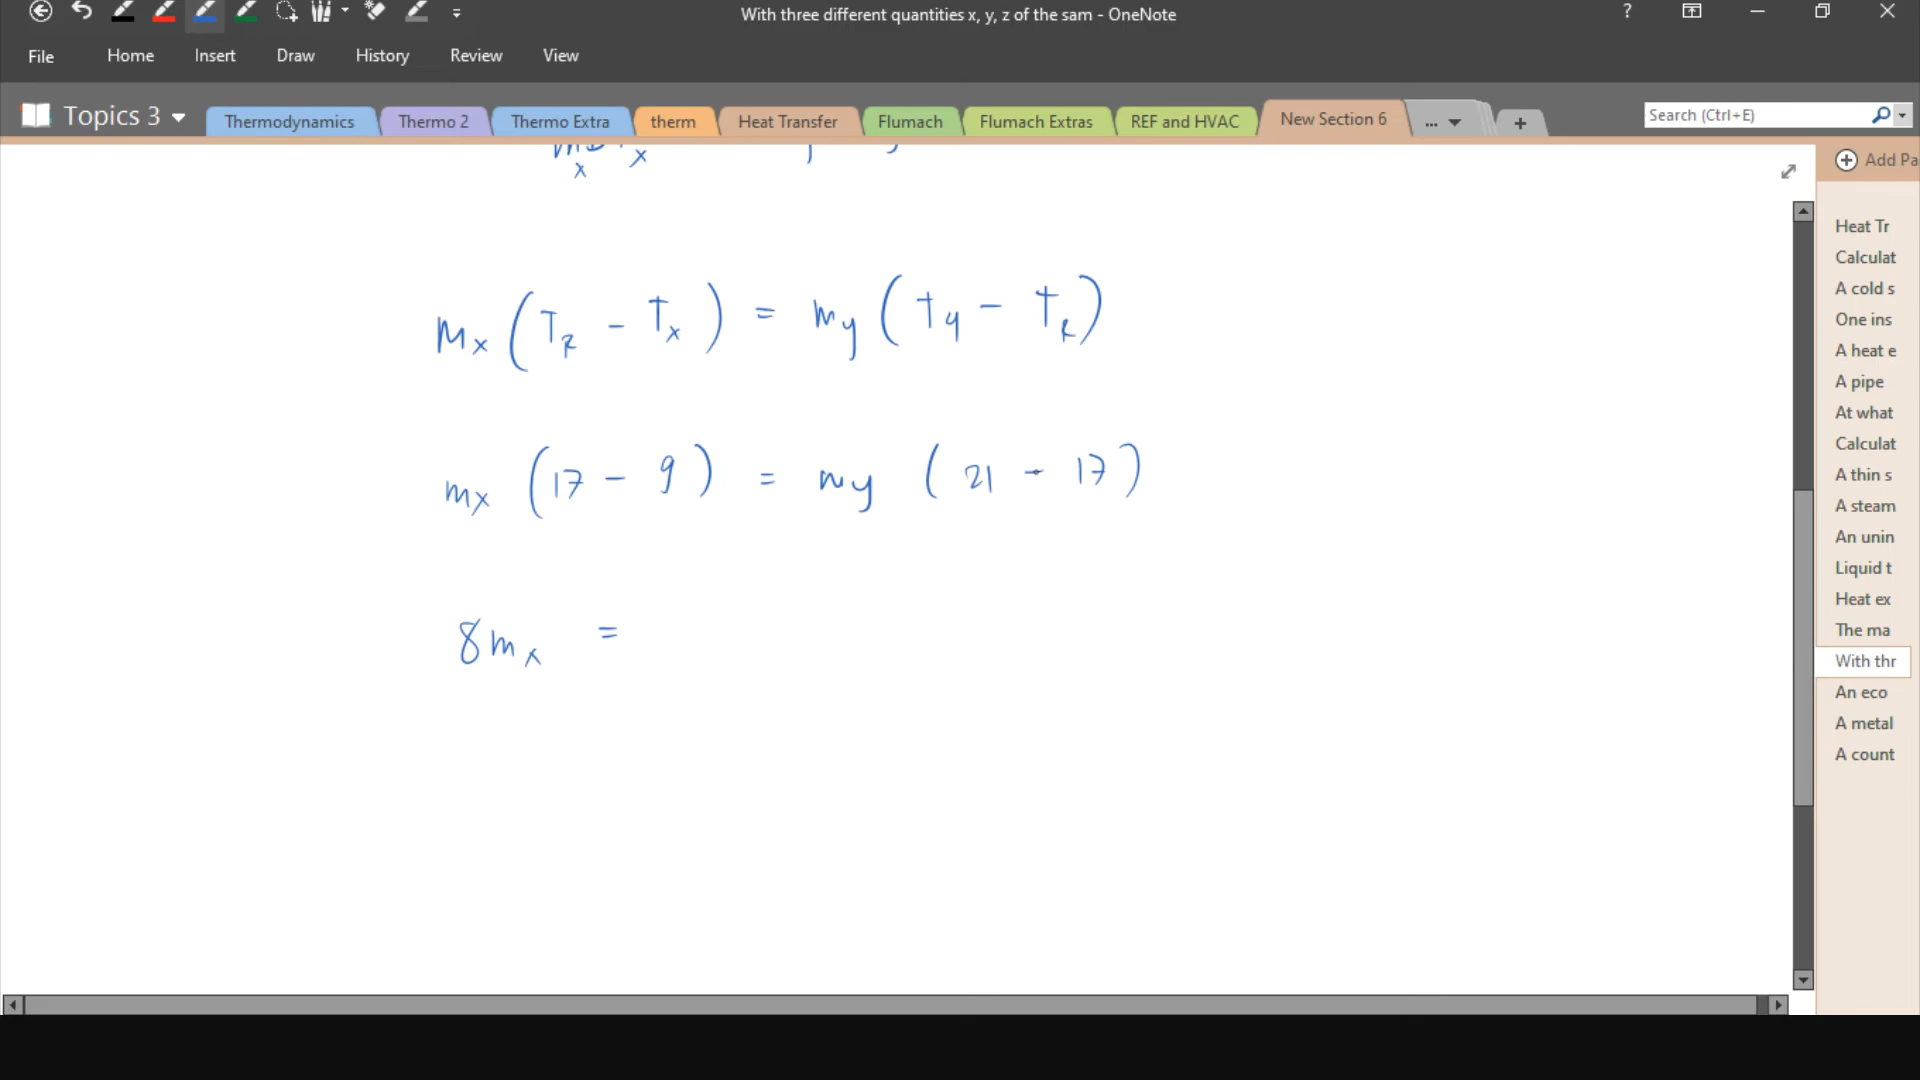 With three different quantities x, y, z of the sam - OneNote
?
File Home Insert Draw History Review View
Topics 3
Thermodynamics Thermo 2 Thermo Extra therm Heat Transfer Flumach Flumach Extras REF and HVAC New Section 6 ... +
Search (Ctrl+E)
Add Pa
Heat Tr
Calculat
A cold s
One ins
A heat e
A pipe
At what
Calculat
A thin s
A steam
An unin
Liquid t
Heat ex
The ma
With thr
An eco
A metal
A count
mx (TR - Tx) = my (Ty - TR)
mx (17 - 9) = my (21 - 17)
8mx =